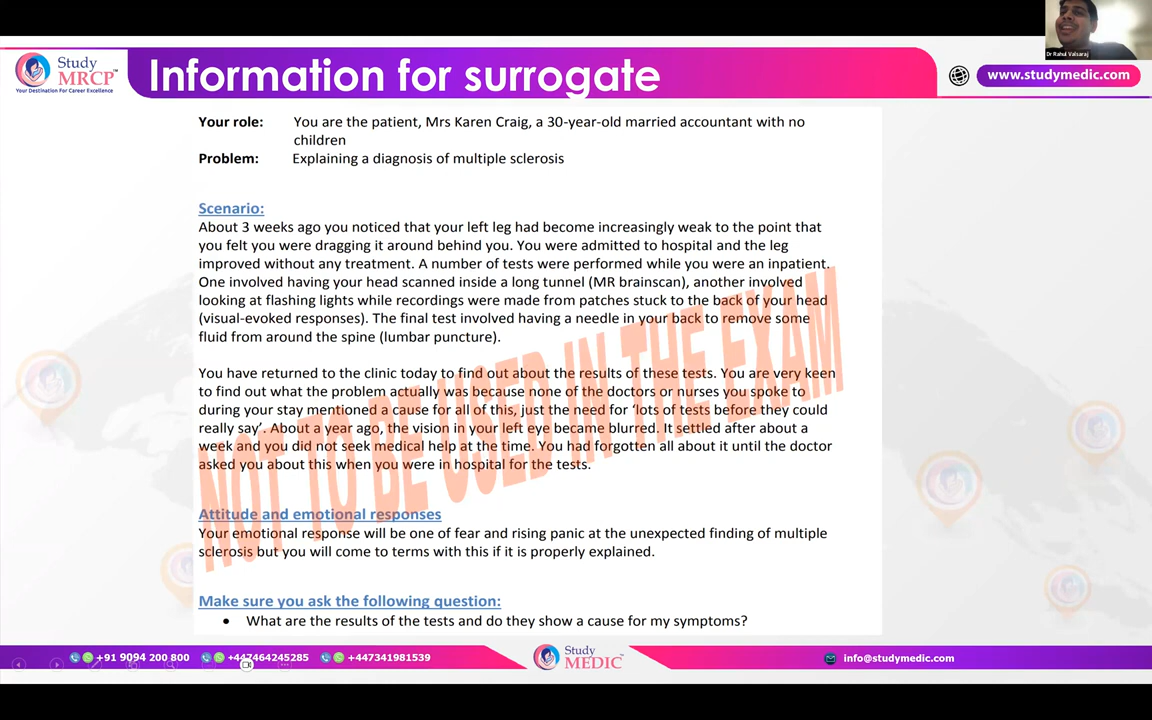 Dr Rahul Valsaraj
Study
MRCP™
Your Destination For Career Excellence
Information for surrogate
www.studymedic.com
Your role: You are the patient, Mrs Karen Craig, a 30-year-old married accountant with no
children
Problem: Explaining a diagnosis of multiple sclerosis
Scenario:
About 3 weeks ago you noticed that your left leg had become increasingly weak to the point that
you felt you were dragging it around behind you. You were admitted to hospital and the leg
improved without any treatment. A number of tests were performed while you were an inpatient.
One involved having your head scanned inside a long tunnel (MR brainscan), another involved
looking at flashing lights while recordings were made from patches stuck to the back of your head
(visual-evoked responses). The final test involved having a needle in your back to remove some
fluid from around the spine (lumbar puncture).
You have returned to the clinic today to find out about the results of these tests. You are very keen
to find out what the problem actually was because none of the doctors or nurses you spoke to
during your stay mentioned a cause for all of this, just the need for ‘lots of tests before they could
really say’. About a year ago, the vision in your left eye became blurred. It settled after about a
week and you did not seek medical help at the time. You had forgotten all about it until the doctor
asked you about this when you were in hospital for the tests.
NOT TO BE USED IN THE EXAM
Attitude and emotional responses
Your emotional response will be one of fear and rising panic at the unexpected finding of multiple
sclerosis but you will come to terms with this if it is properly explained.
Make sure you ask the following question:
• What are the results of the tests and do they show a cause for my symptoms?
+91 9094 200 800 +447464245285 +447341981539
Study
MEDIC™
info@studymedic.com